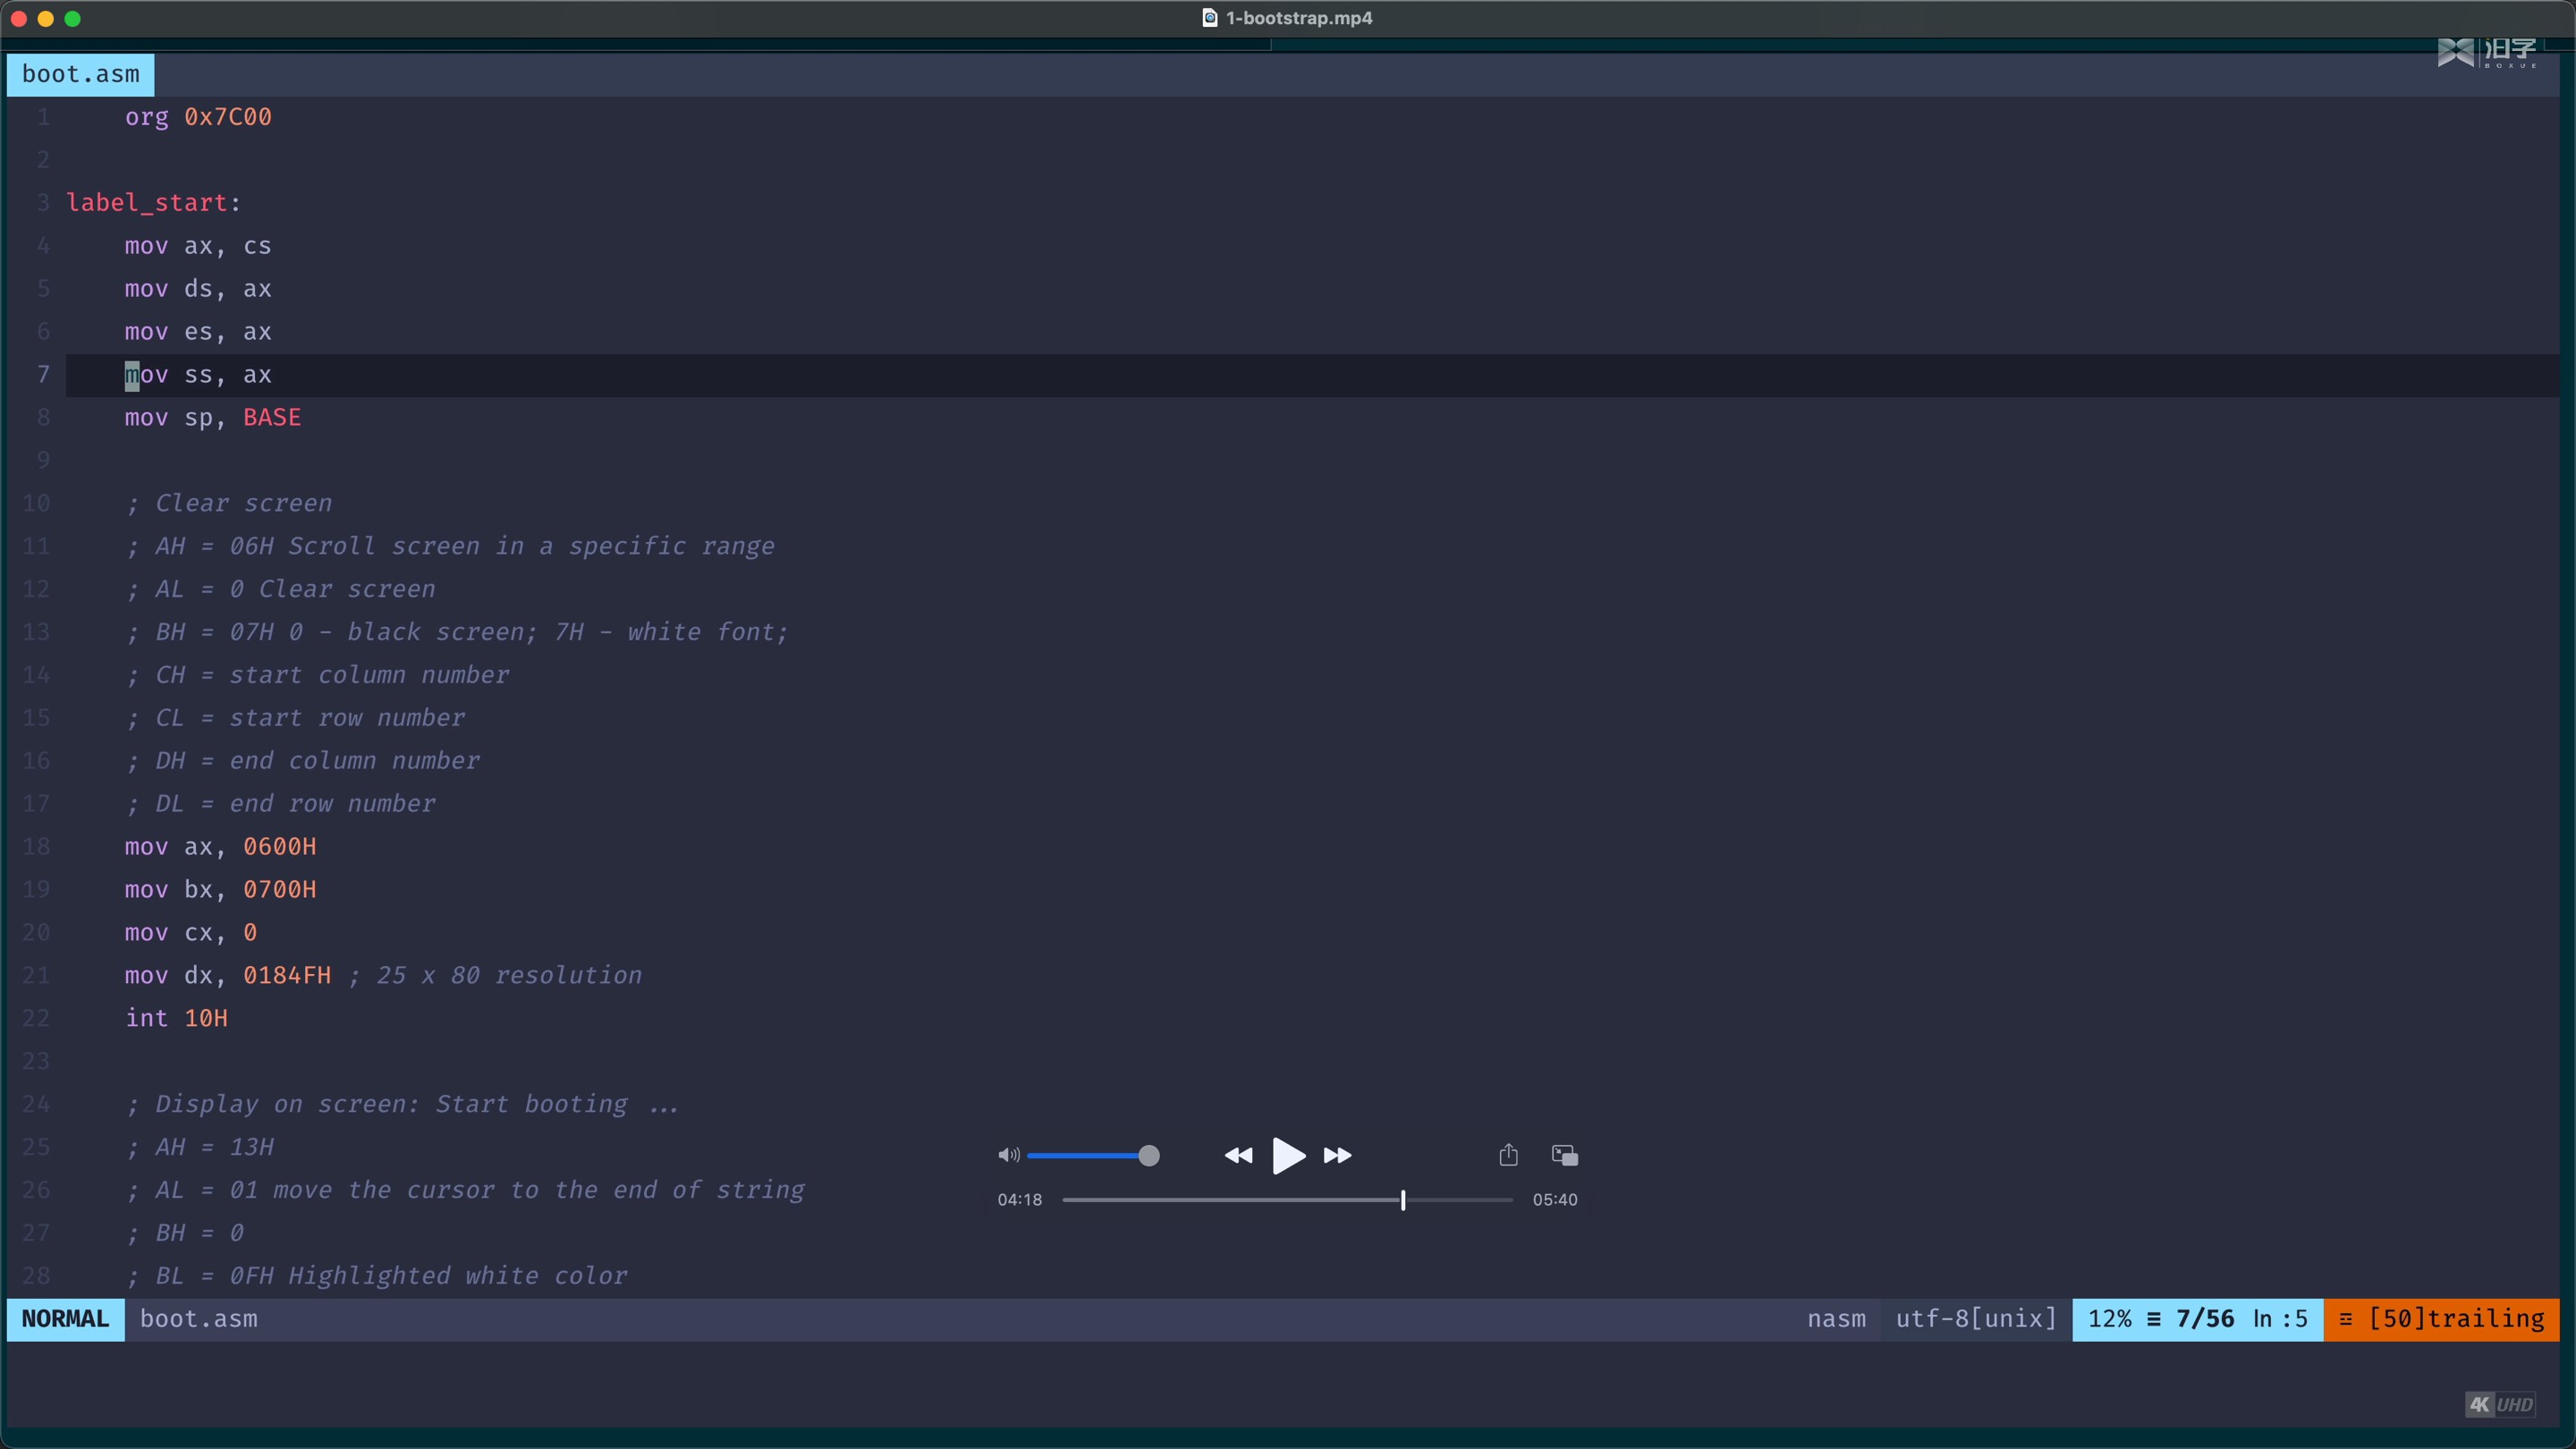 1-bootstrap.mp4
泊学
BOXUE
boot.asm
1 org 0x7C00
2
3 label_start:
4 mov ax, cs
5 mov ds, ax
6 mov es, ax
7 mov ss, ax
8 mov sp, BASE
9
10 ; Clear screen
11 ; AH = 06H Scroll screen in a specific range
12 ; AL = 0 Clear screen
13 ; BH = 07H 0 - black screen; 7H - white font;
14 ; CH = start column number
15 ; CL = start row number
16 ; DH = end column number
17 ; DL = end row number
18 mov ax, 0600H
19 mov bx, 0700H
20 mov cx, 0
21 mov dx, 0184FH ; 25 x 80 resolution
22 int 10H
23
24 ; Display on screen: Start booting ...
25 ; AH = 13H
26 ; AL = 01 move the cursor to the end of string
27 ; BH = 0
28 ; BL = 0FH Highlighted white color
04:18 05:40
NORMAL boot.asm nasm utf-8[unix] 12% ≡ 7/56 ln :5 Ξ [50]trailing
4K UHD